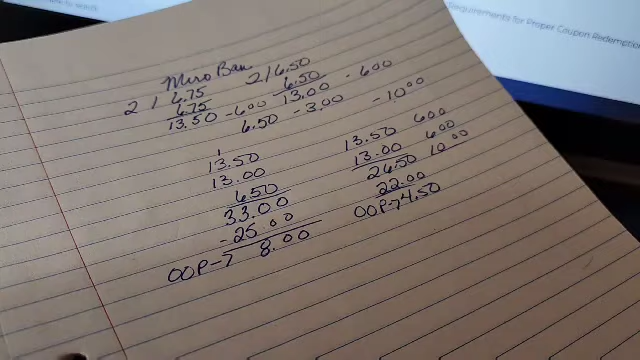 Requirements for Proper Coupon Redemption
Miro Ban
2 / 6.75
2 / 6.50
6.75
6.50
13.50 - 6.00
13.00 - 6.00
6.50 - 3.00
- 10.00
1
13.50
13.00
6.50
33.00
- 25.00
OOP-7 8.00
13.50 6.00
13.00 6.00
26.50 10.00
22.00
OOP-7 4.50